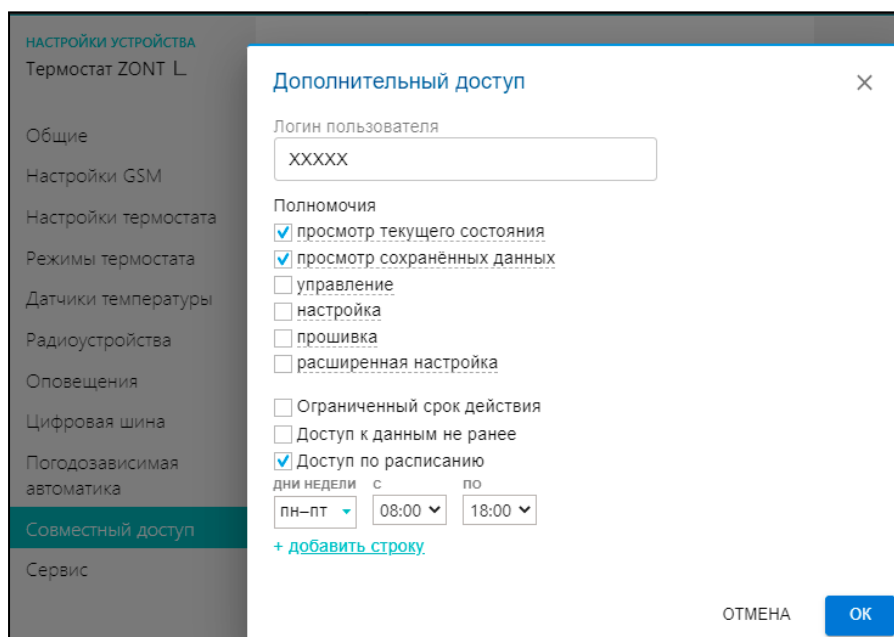 НАСТРОЙКИ УСТРОЙСТВА
Термостат ZONT L
Общие
Настройки GSM
Настройки термостата
Режимы термостата
Датчики температуры
Радиоустройства
Оповещения
Цифровая шина
Погодозависимая
автоматика
Совместный доступ
Сервис
Дополнительный доступ
Логин пользователя
XXXXX
Полномочия
просмотр текущего состояния
просмотр сохранённых данных
управление
настройка
прошивка
расширенная настройка
Ограниченный срок действия
Доступ к данным не ранее
Доступ по расписанию
ДНИ НЕДЕЛИ С ПО
пн–пт 08:00 18:00
+ добавить строку
ОТМЕНА ОК